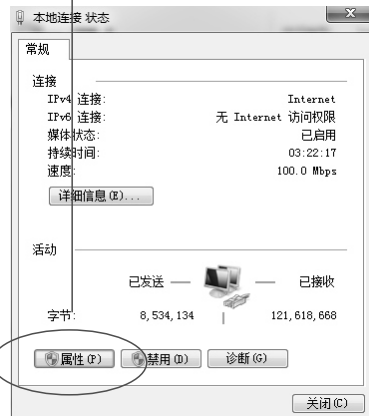 本地连接 状态
常规
连接
IPv4 连接: Internet
IPv6 连接: 无 Internet 访问权限
媒体状态: 已启用
持续时间: 03:22:17
速度: 100.0 Mbps
详细信息(E)...
活动
已发送 — — 已接收
字节: 8,534,134 | 121,618,668
属性(P) 禁用(D) 诊断(G)
关闭(C)